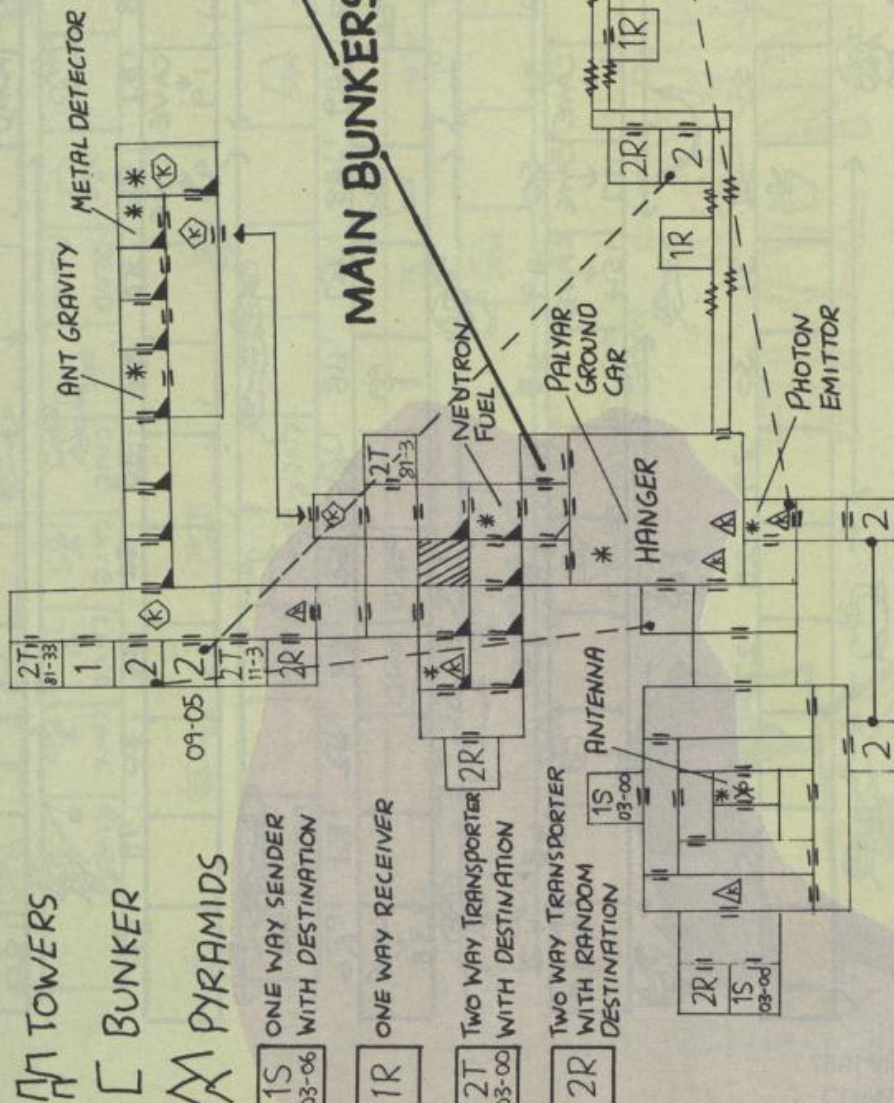 TOWERS
BUNKER
PYRAMIDS
1S
03-06
ONE WAY SENDER
WITH DESTINATION
1R
ONE WAY RECEIVER
2T
03-00
TWO WAY TRANSPORTER
WITH DESTINATION
2R
TWO WAY TRANSPORTER
WITH RANDOM
DESTINATION
2T
81-33
1
2
2
2T
11-3
2R
09-05
K
ANT GRAVITY
METAL DETECTOR
*
*
*
K
K
K
2T
81-3
K
*
K
2R
NEUTRON
FUEL
*
MAIN BUNKERS
PALYAR
GROUND
CAR
*
HANGER
K
K
1R
2R
2
1R
PHOTON
EMITTOR
*
K
2
ANTENNA
*
1S
03-00
K
2R
1S
03-00
2